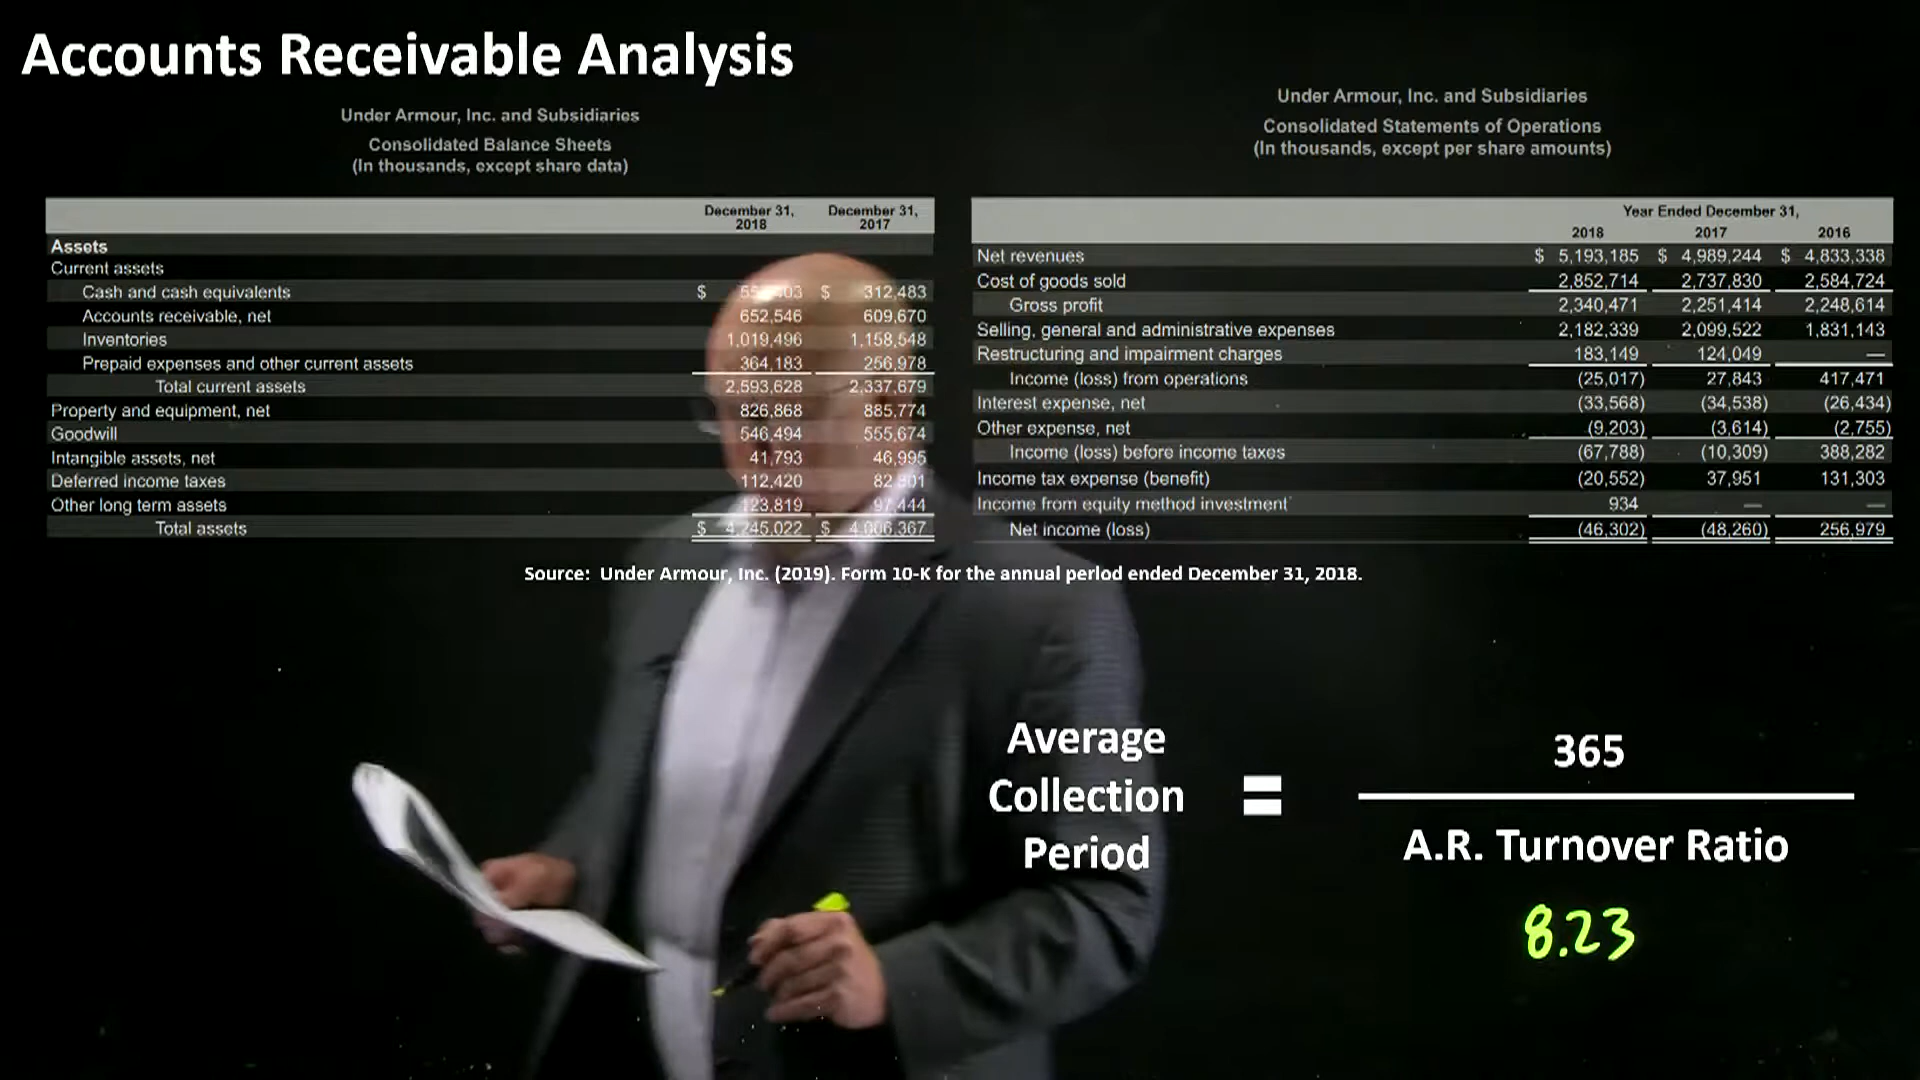 Accounts Receivable Analysis
Under Armour, Inc. and Subsidiaries
Consolidated Balance Sheets
(In thousands, except share data)
December 31, 2018 December 31, 2017
Assets
Current assets
Cash and cash equivalents $ $ 312,483
Accounts receivable, net 652,546 609,670
Inventories 1,019,496 1,158,548
Prepaid expenses and other current assets 364,183 256,978
Total current assets 2,593,628 2,337,679
Property and equipment, net 826,868 885,774
Goodwill 546,494 555,674
Intangible assets, net 41,793 46,995
Deferred income taxes 112,420
Other long term assets 123,819 97,444
Total assets $ 4,245,022 $ 4,006,367
Under Armour, Inc. and Subsidiaries
Consolidated Statements of Operations
(In thousands, except per share amounts)
Year Ended December 31,
2018 2017 2016
Net revenues $ 5,193,185 $ 4,989,244 $ 4,833,338
Cost of goods sold 2,852,714 2,737,830 2,584,724
Gross profit 2,340,471 2,251,414 2,248,614
Selling, general and administrative expenses 2,182,339 2,099,522 1,831,143
Restructuring and impairment charges 183,149 124,049 —
Income (loss) from operations (25,017) 27,843 417,471
Interest expense, net (33,568) (34,538) (26,434)
Other expense, net (9,203) (3,614) (2,755)
Income (loss) before income taxes (67,788) (10,309) 388,282
Income tax expense (benefit) (20,552) 37,951 131,303
Income from equity method investment 934 — —
Net income (loss) (46,302) (48,260) 256,979
Source: Under Armour, Inc. (2019). Form 10-K for the annual period ended December 31, 2018.
Average
Collection
Period
=
365
A.R. Turnover Ratio
8.23